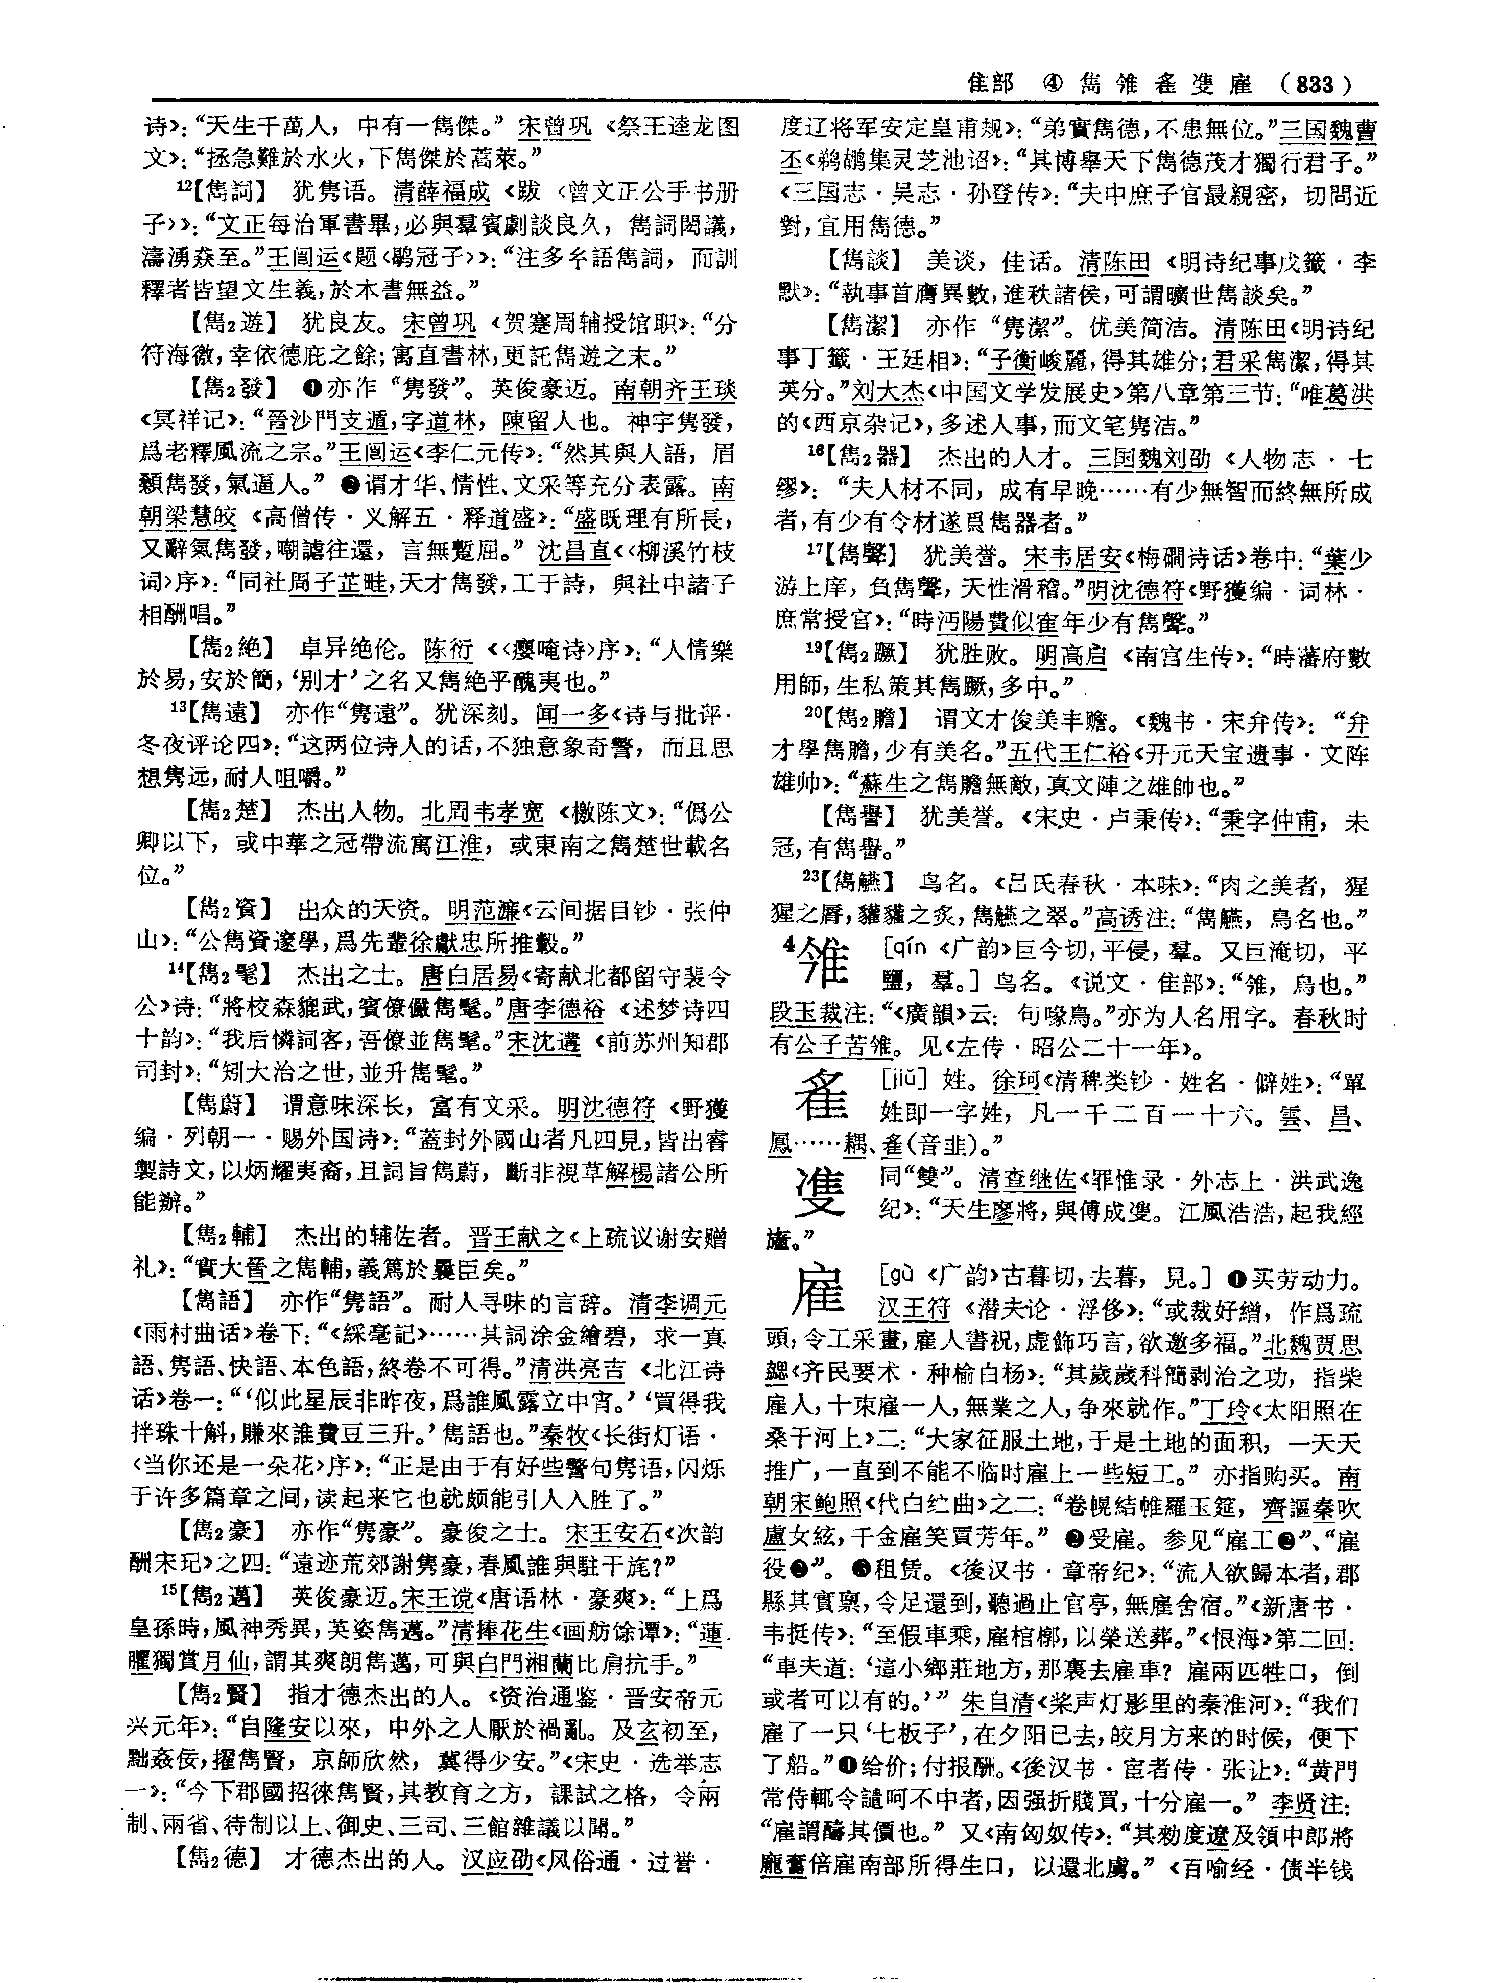 隹部 ④ 雋 雂 雔 雙 雇 （833）
诗》：“天生千萬人，中有一雋傑。”宋曾巩《祭王逵龙图
文》：“拯急難於水火，下雋傑於蒿萊。”
12【雋詞】 犹隽语。清薛福成《跋〈曾文正公手书册
子〉》：“文正每治軍書畢，必與羣賓劇談良久，雋詞閎議，
濤湧猋至。”王闿运《题〈鹖冠子〉》：“注多夅語雋詞，而訓
釋者皆望文生義，於本書無益。”
【雋2遊】 犹良友。宋曾巩《贺蹇周辅授馆职》：“分
符海徼，幸依德庇之餘；寓直書林，更託雋遊之末。”
【雋2發】 ❶亦作“隽發”。英俊豪迈。南朝齐王琰
《冥祥记》：“晉沙門支遁，字道林，陳留人也。神宇隽發，
爲老釋風流之宗。”王闿运《李仁元传》：“然其與人語，眉
顙雋發，氣逼人。”❷谓才华、情性、文采等充分表露。南
朝梁慧皎《高僧传·义解五·释道盛》：“盛既理有所長，
又辭氣雋發，嘲謔往還，言無蹔屈。”沈昌直《〈柳溪竹枝
词〉序》：“同社周子芷畦，天才雋發，工于詩，與社中諸子
相酬唱。”
【雋2絶】 卓异绝伦。陈衍《〈瘿唵诗〉序》：“人情樂
於易，安於簡，‘别才’之名又雋絶乎醜夷也。”
13【雋遠】 亦作“隽遠”。犹深刻。闻一多《诗与批评·
冬夜评论四》：“这两位诗人的话，不独意象奇警，而且思
想隽远，耐人咀嚼。”
【雋2楚】 杰出人物。北周韦孝宽《檄陈文》：“僞公
卿以下，或中華之冠帶流寓江淮，或東南之雋楚世載名
位。”
【雋2資】 出众的天资。明范濂《云间据目钞·张仲
山》：“公雋資邃學，爲先輩徐獻忠所推轂。”
14【雋2髦】 杰出之士。唐白居易《寄献北都留守裴令
公》诗：“將校森貔武，賓僚儼雋髦。”唐李德裕《述梦诗四
十韵》：“我后憐詞客，吾僚並雋髦。”宋沈遘《前苏州知郡
司封》：“矧大治之世，並升雋髦。”
【雋蔚】 谓意味深长，富有文采。明沈德符《野獲
编·列朝一·赐外国诗》：“蓋封外國山者凡四見，皆出睿
製詩文，以炳耀夷裔，且詞旨雋蔚，斷非視草解楊諸公所
能辦。”
【雋2輔】 杰出的辅佐者。晋王献之《上疏议谢安赠
礼》：“實大晉之雋輔，義篤於曩臣矣。”
【雋語】 亦作“隽語”。耐人寻味的言辞。清李调元
《雨村曲话》卷下：“《綵毫記》……其詞涂金繪碧，求一真
語、隽語、快語、本色語，終卷不可得。”清洪亮吉《北江诗
话》卷一：“‘似此星辰非昨夜，爲誰風露立中宵。’‘買得我
拌珠十斛，賺來誰費豆三升。’雋語也。”秦牧《长街灯语·
〈当你还是一朵花〉序》：“正是由于有好些警句隽语，闪烁
于许多篇章之间，读起来它也就颇能引人入胜了。”
【雋2豪】 亦作“隽豪”。豪俊之士。宋王安石《次韵
酬宋玘》之四：“遠迹荒郊謝隽豪，春風誰與駐干旄？”
15【雋2邁】 英俊豪迈。宋王谠《唐语林·豪爽》：“上爲
皇孫時，風神秀異，英姿雋邁。”清捧花生《画舫馀谭》：“蓮
臞獨賞月仙，謂其爽朗雋邁，可與白門湘蘭比肩抗手。”
【雋2賢】 指才德杰出的人。《资治通鉴·晋安帝元
兴元年》：“自隆安以來，中外之人厭於禍亂。及玄初至，
黜姦佞，擢雋賢，京師欣然，冀得少安。”《宋史·选举志
一》：“今下郡國招徠雋賢，其教育之方，課試之格，令兩
制、兩省、待制以上、御史、三司、三館雜議以聞。”
【雋2德】 才德杰出的人。汉应劭《风俗通·过誉·
度辽将军安定皇甫规》：“弟實雋德，不患無位。”三国魏曹
丕《鹈鹕集灵芝池诏》：“其博舉天下雋德茂才獨行君子。”
《三国志·吴志·孙登传》：“夫中庶子官最親密，切問近
對，宜用雋德。”
【雋談】 美谈，佳话。清陈田《明诗纪事戊籤·李
默》：“執事首膺異數，進秩諸侯，可謂曠世雋談矣。”
【雋潔】 亦作“隽潔”。优美简洁。清陈田《明诗纪
事丁籤·王廷相》：“子衡峻麗，得其雄分；君采雋潔，得其
英分。”刘大杰《中国文学发展史》第八章第三节：“唯葛洪
的《西京杂记》，多述人事，而文笔隽洁。”
16【雋2器】 杰出的人才。三国魏刘劭《人物志·七
缪》：“夫人材不同，成有早晚……有少無智而終無所成
者，有少有令材遂爲雋器者。”
17【雋聲】 犹美誉。宋韦居安《梅磵诗话》卷中：“葉少
游上庠，負雋聲，天性滑稽。”明沈德符《野獲编·词林·
庶常授官》：“時沔陽費似崔年少有雋聲。”
19【雋2蹶】 犹胜败。明高启《南宫生传》：“時藩府數
用師，生私策其雋蹶，多中。”
20【雋2贍】 谓文才俊美丰赡。《魏书·宋弁传》：“弁
才學雋贍，少有美名。”五代王仁裕《开元天宝遗事·文阵
雄帅》：“蘇生之雋贍無敵，真文陣之雄帥也。”
【雋譽】 犹美誉。《宋史·卢秉传》：“秉字仲甫，未
冠，有雋譽。”
23【雋觾】 鸟名。《吕氏春秋·本味》：“肉之美者，猩
猩之脣，貛貛之炙，雋觾之翠。”高诱注：“雋觾，鳥名也。”
4雂 ［qín《广韵》巨今切，平侵，羣。又巨淹切，平
鹽，羣。］鸟名。《说文·隹部》：“雂，鳥也。”
段玉裁注：“《廣韻》云：句喙鳥。”亦为人名用字。春秋时
有公子苦雂。见《左传·昭公二十一年》。
［jiǔ］姓。徐珂《清稗类钞·姓名·僻姓》：“單
姓即一字姓，凡一千二百一十六。雲、昌、
鳳……耦、（音韭）。”
同“雙”。清查继佐《罪惟录·外志上·洪武逸
纪》：“天生廖將，與傅成。江風浩浩，起我經
旛。”
雇 ［gù《广韵》古暮切，去暮，見。］❶买劳动力。
汉王符《潜夫论·浮侈》：“或裁好繒，作爲疏
頭，令工采畫，雇人書祝，虚飾巧言，欲邀多福。”北魏贾思
勰《齐民要术·种榆白杨》：“其歲歲科簡剥治之功，指柴
雇人，十束雇一人，無業之人，争來就作。”丁玲《太阳照在
桑干河上》二：“大家征服土地，于是土地的面积，一天天
推广，一直到不能不临时雇上一些短工。”亦指购买。南
朝宋鲍照《代白纻曲》之二：“卷幌結帷羅玉筵，齊謳秦吹
盧女絃，千金雇笑買芳年。”❷受雇。参见“雇工❷”、“雇
役❷”。❸租赁。《後汉书·章帝纪》：“流人欲歸本者，郡
縣其實稟，令足還到，聽過止官亭，無雇舍宿。”《新唐书·
韦挺传》：“至假車乘，雇棺槨，以榮送葬。”《恨海》第二回：
“車夫道：‘這小鄉莊地方，那裏去雇車？雇兩匹牲口，倒
或者可以有的。’”朱自清《桨声灯影里的秦淮河》：“我们
雇了一只‘七板子’，在夕阳已去，皎月方来的时候，便下
了船。”❹给价；付报酬。《後汉书·宦者传·张让》：“黄門
常侍輒令譴呵不中者，因强折賤買，十分雇一。”李贤注：
“雇謂醻其價也。”又《南匈奴传》：“其勑度遼及領中郎將
龐奮倍雇南部所得生口，以還北虜。”《百喻经·债半钱